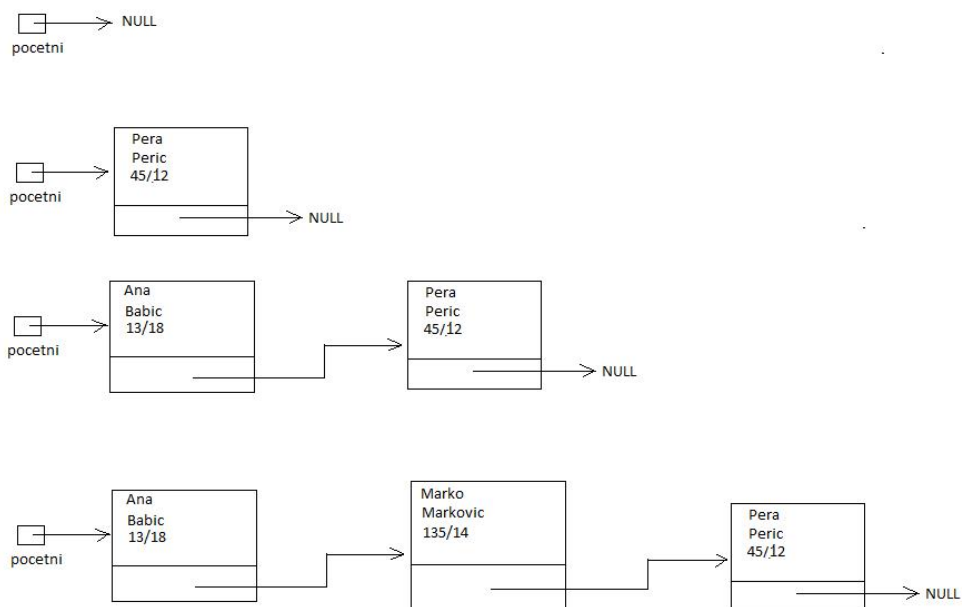 NULL
pocetni
Pera
Peric
45/12
pocetni
NULL
Ana
Babic
13/18
pocetni
Pera
Peric
45/12
NULL
Ana
Babic
13/18
pocetni
Marko
Markovic
135/14
Pera
Peric
45/12
NULL